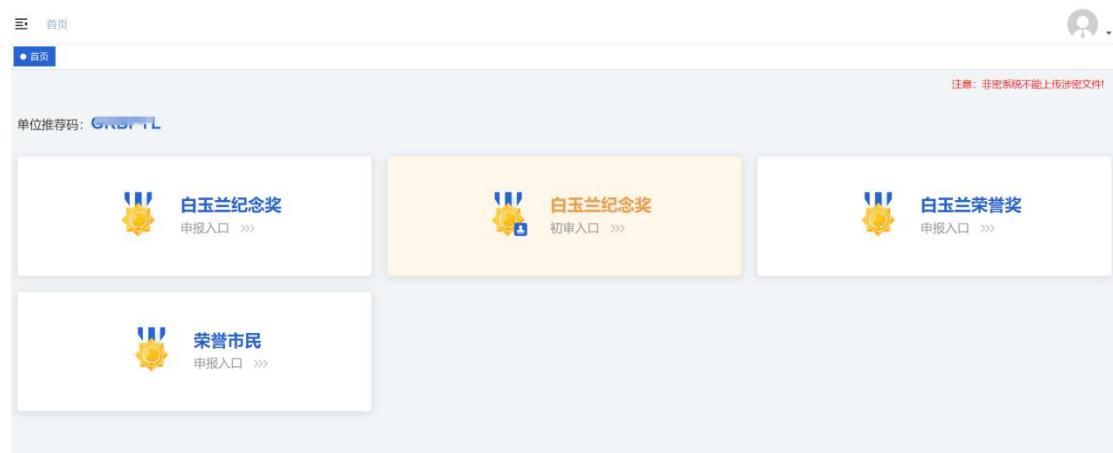 首页
首页
注意：非密系统不能上传涉密文件!
单位推荐码：
白玉兰纪念奖
申报入口 >>>
白玉兰纪念奖
初审入口 >>>
白玉兰荣誉奖
申报入口 >>>
荣誉市民
申报入口 >>>